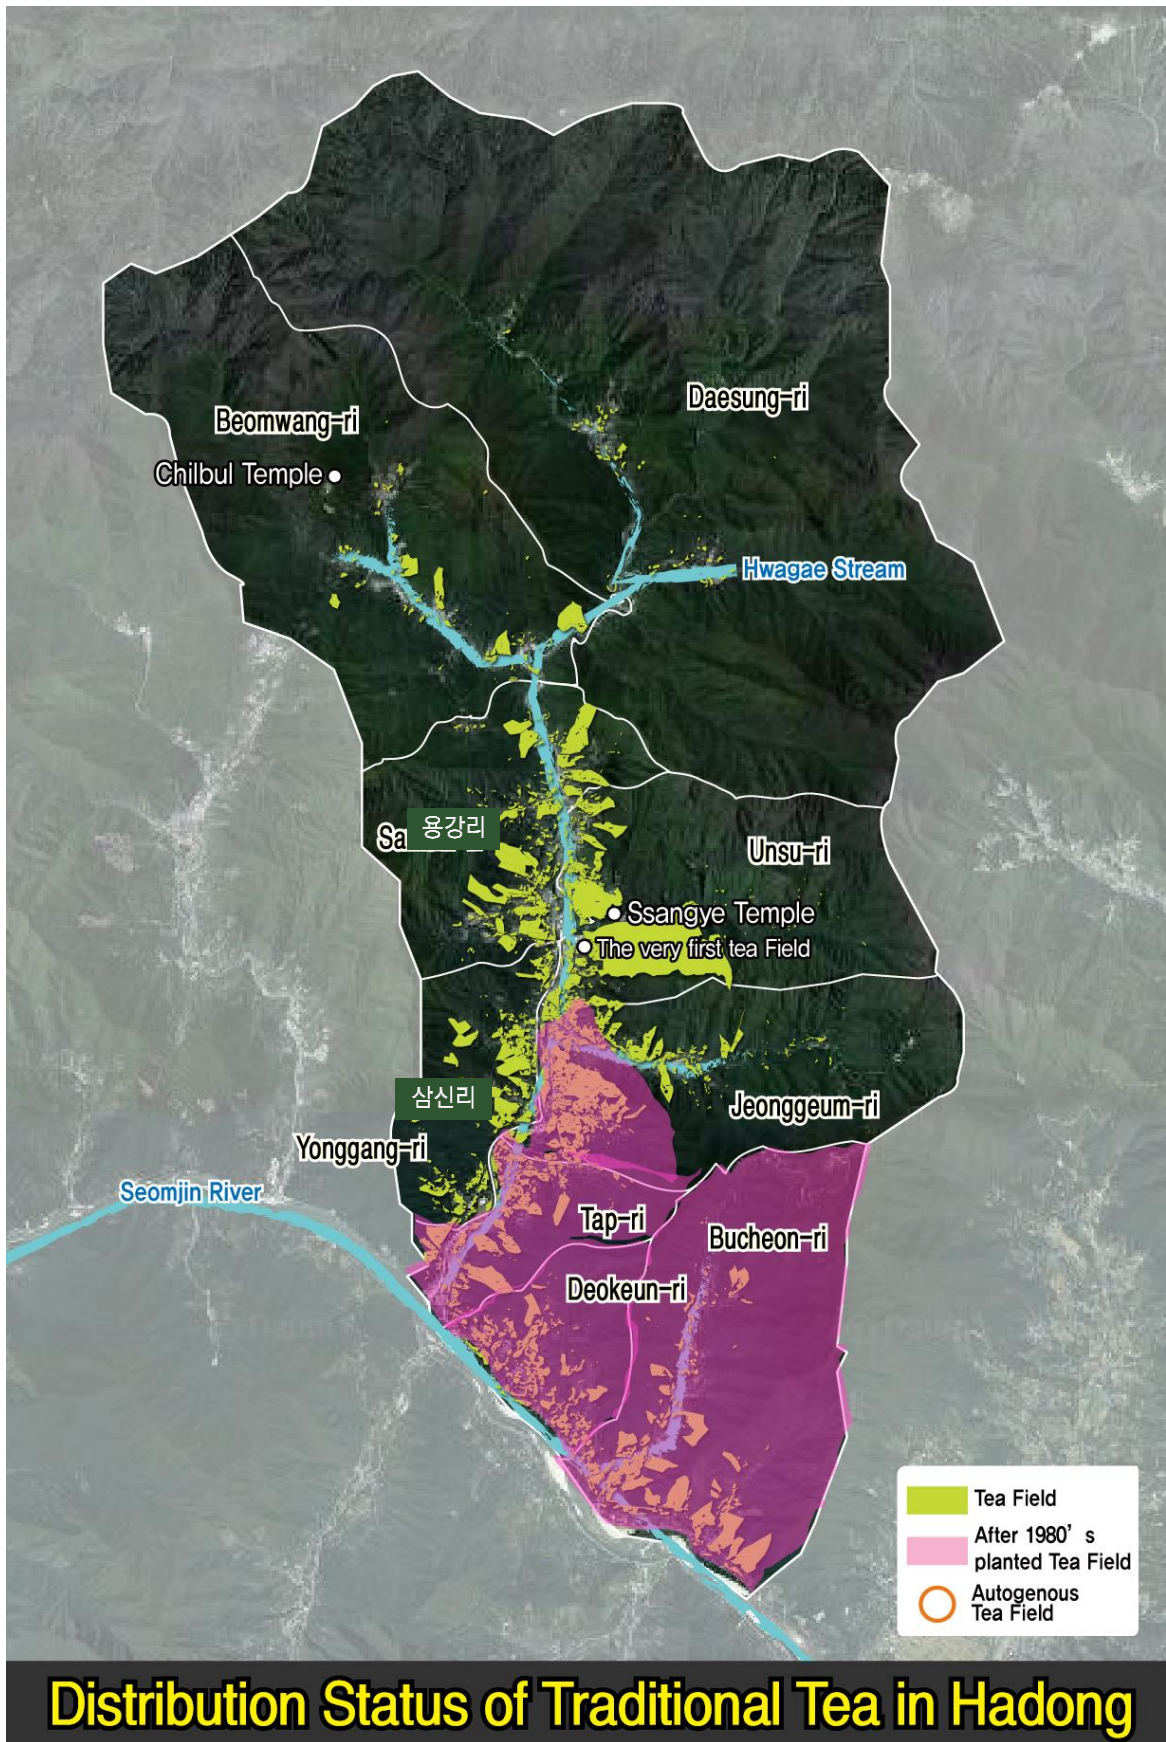 Daesung-ri
Beomwang-ri
Chilbul Temple
Hwagae Stream
Sa
용강리
Unsu-ri
Ssangye Temple
The very first tea Field
삼신리
Jeonggeum-ri
Yonggang-ri
Seomjin River
Tap-ri
Bucheon-ri
Deokeun-ri
Tea Field
After 1980’ s
planted Tea Field
Autogenous
Tea Field
Distribution Status of Traditional Tea in Hadong